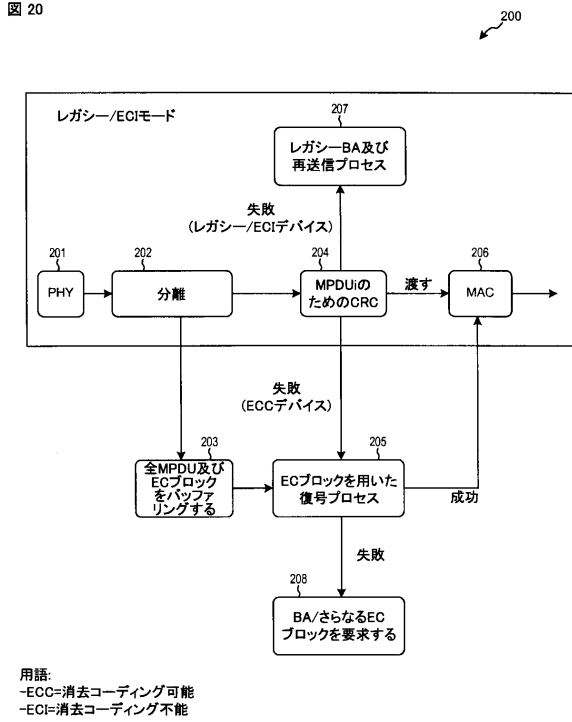 図 20
200
レガシー/ECIモード
207
レガシーBA及び
再送信プロセス
失敗
(レガシー/ECIデバイス)
201
PHY
202
分離
204
MPDUiの
ためのCRC
渡す
206
MAC
失敗
(ECCデバイス)
203
全MPDU及び
ECブロック
をバッファ
リングする
205
ECブロックを用いた
復号プロセス
成功
失敗
208
BA/さらなるEC
ブロックを要求する
用語:
-ECC=消去コーディング可能
-ECI=消去コーディング不能